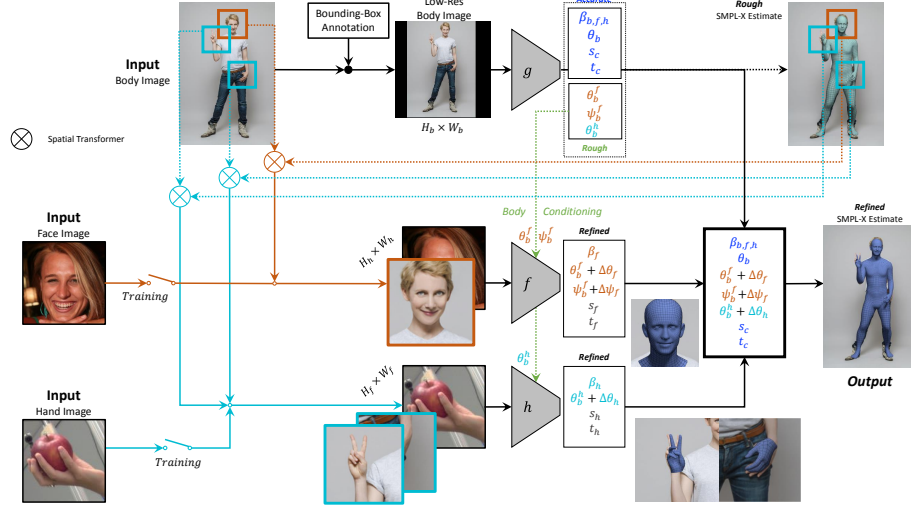 Bounding-Box
Annotation
Low-Res
Body Image
Accurate
Rough
SMPL-X Estimate
Input
Body Image
g
β_{b,f,h}
θ_b
s_c
t_c
θ_b^f
ψ_b^f
θ_b^h
Rough
H_b × W_b
Spatial Transformer
Input
Face Image
Training
H_h × W_h
Body Conditioning
θ_b^f ψ_b^f
f
Refined
β_f
θ_b^f + Δθ_f
ψ_b^f + Δψ_f
s_f
t_f
β_{b,f,h}
θ_b
θ_b^f + Δθ_f
ψ_b^f + Δψ_f
θ_b^h + Δθ_h
s_c
t_c
Refined
SMPL-X Estimate
Output
Input
Hand Image
Training
H_f × W_f
θ_b^h
h
Refined
β_h
θ_b^h + Δθ_h
s_h
t_h